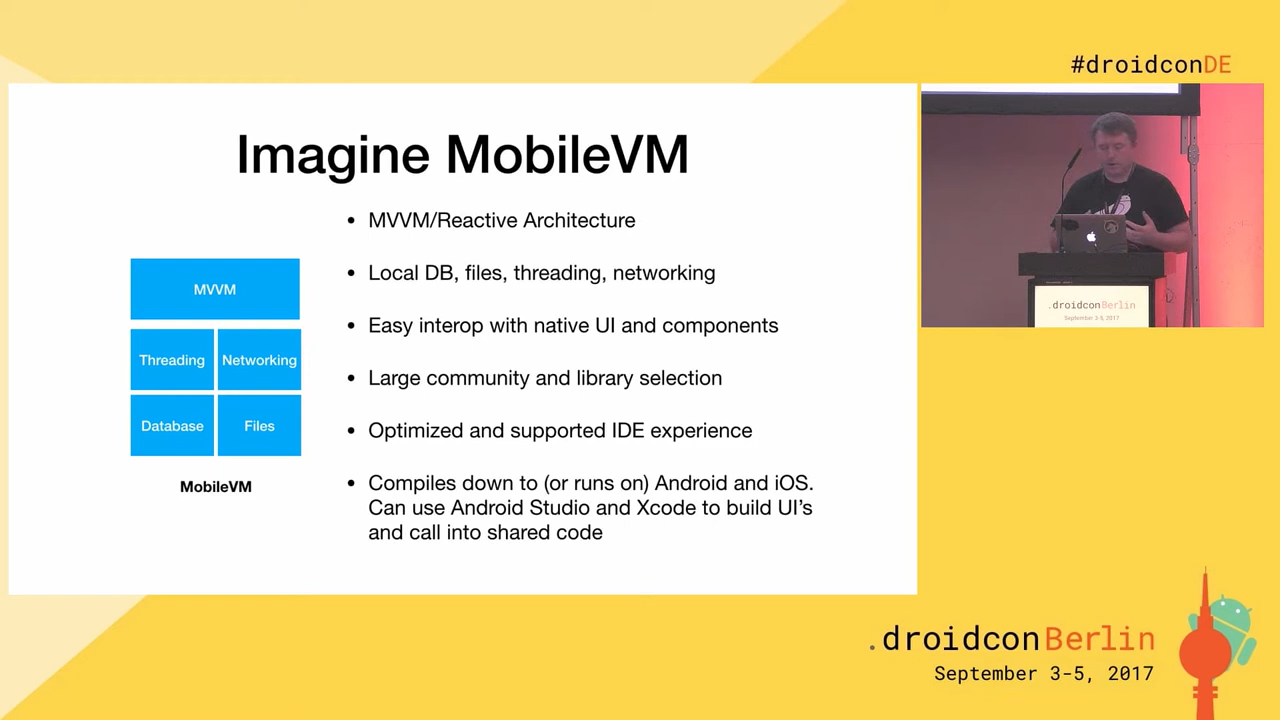 #droidconDE
Imagine MobileVM
• MVVM/Reactive Architecture
• Local DB, files, threading, networking
• Easy interop with native UI and components
• Large community and library selection
• Optimized and supported IDE experience
• Compiles down to (or runs on) Android and iOS.
Can use Android Studio and Xcode to build UI's
and call into shared code
MVVM
Threading
Networking
Database
Files
MobileVM
.droidconBerlin
September 3-5, 2017
.droidconBerlin
September 3-5, 2017